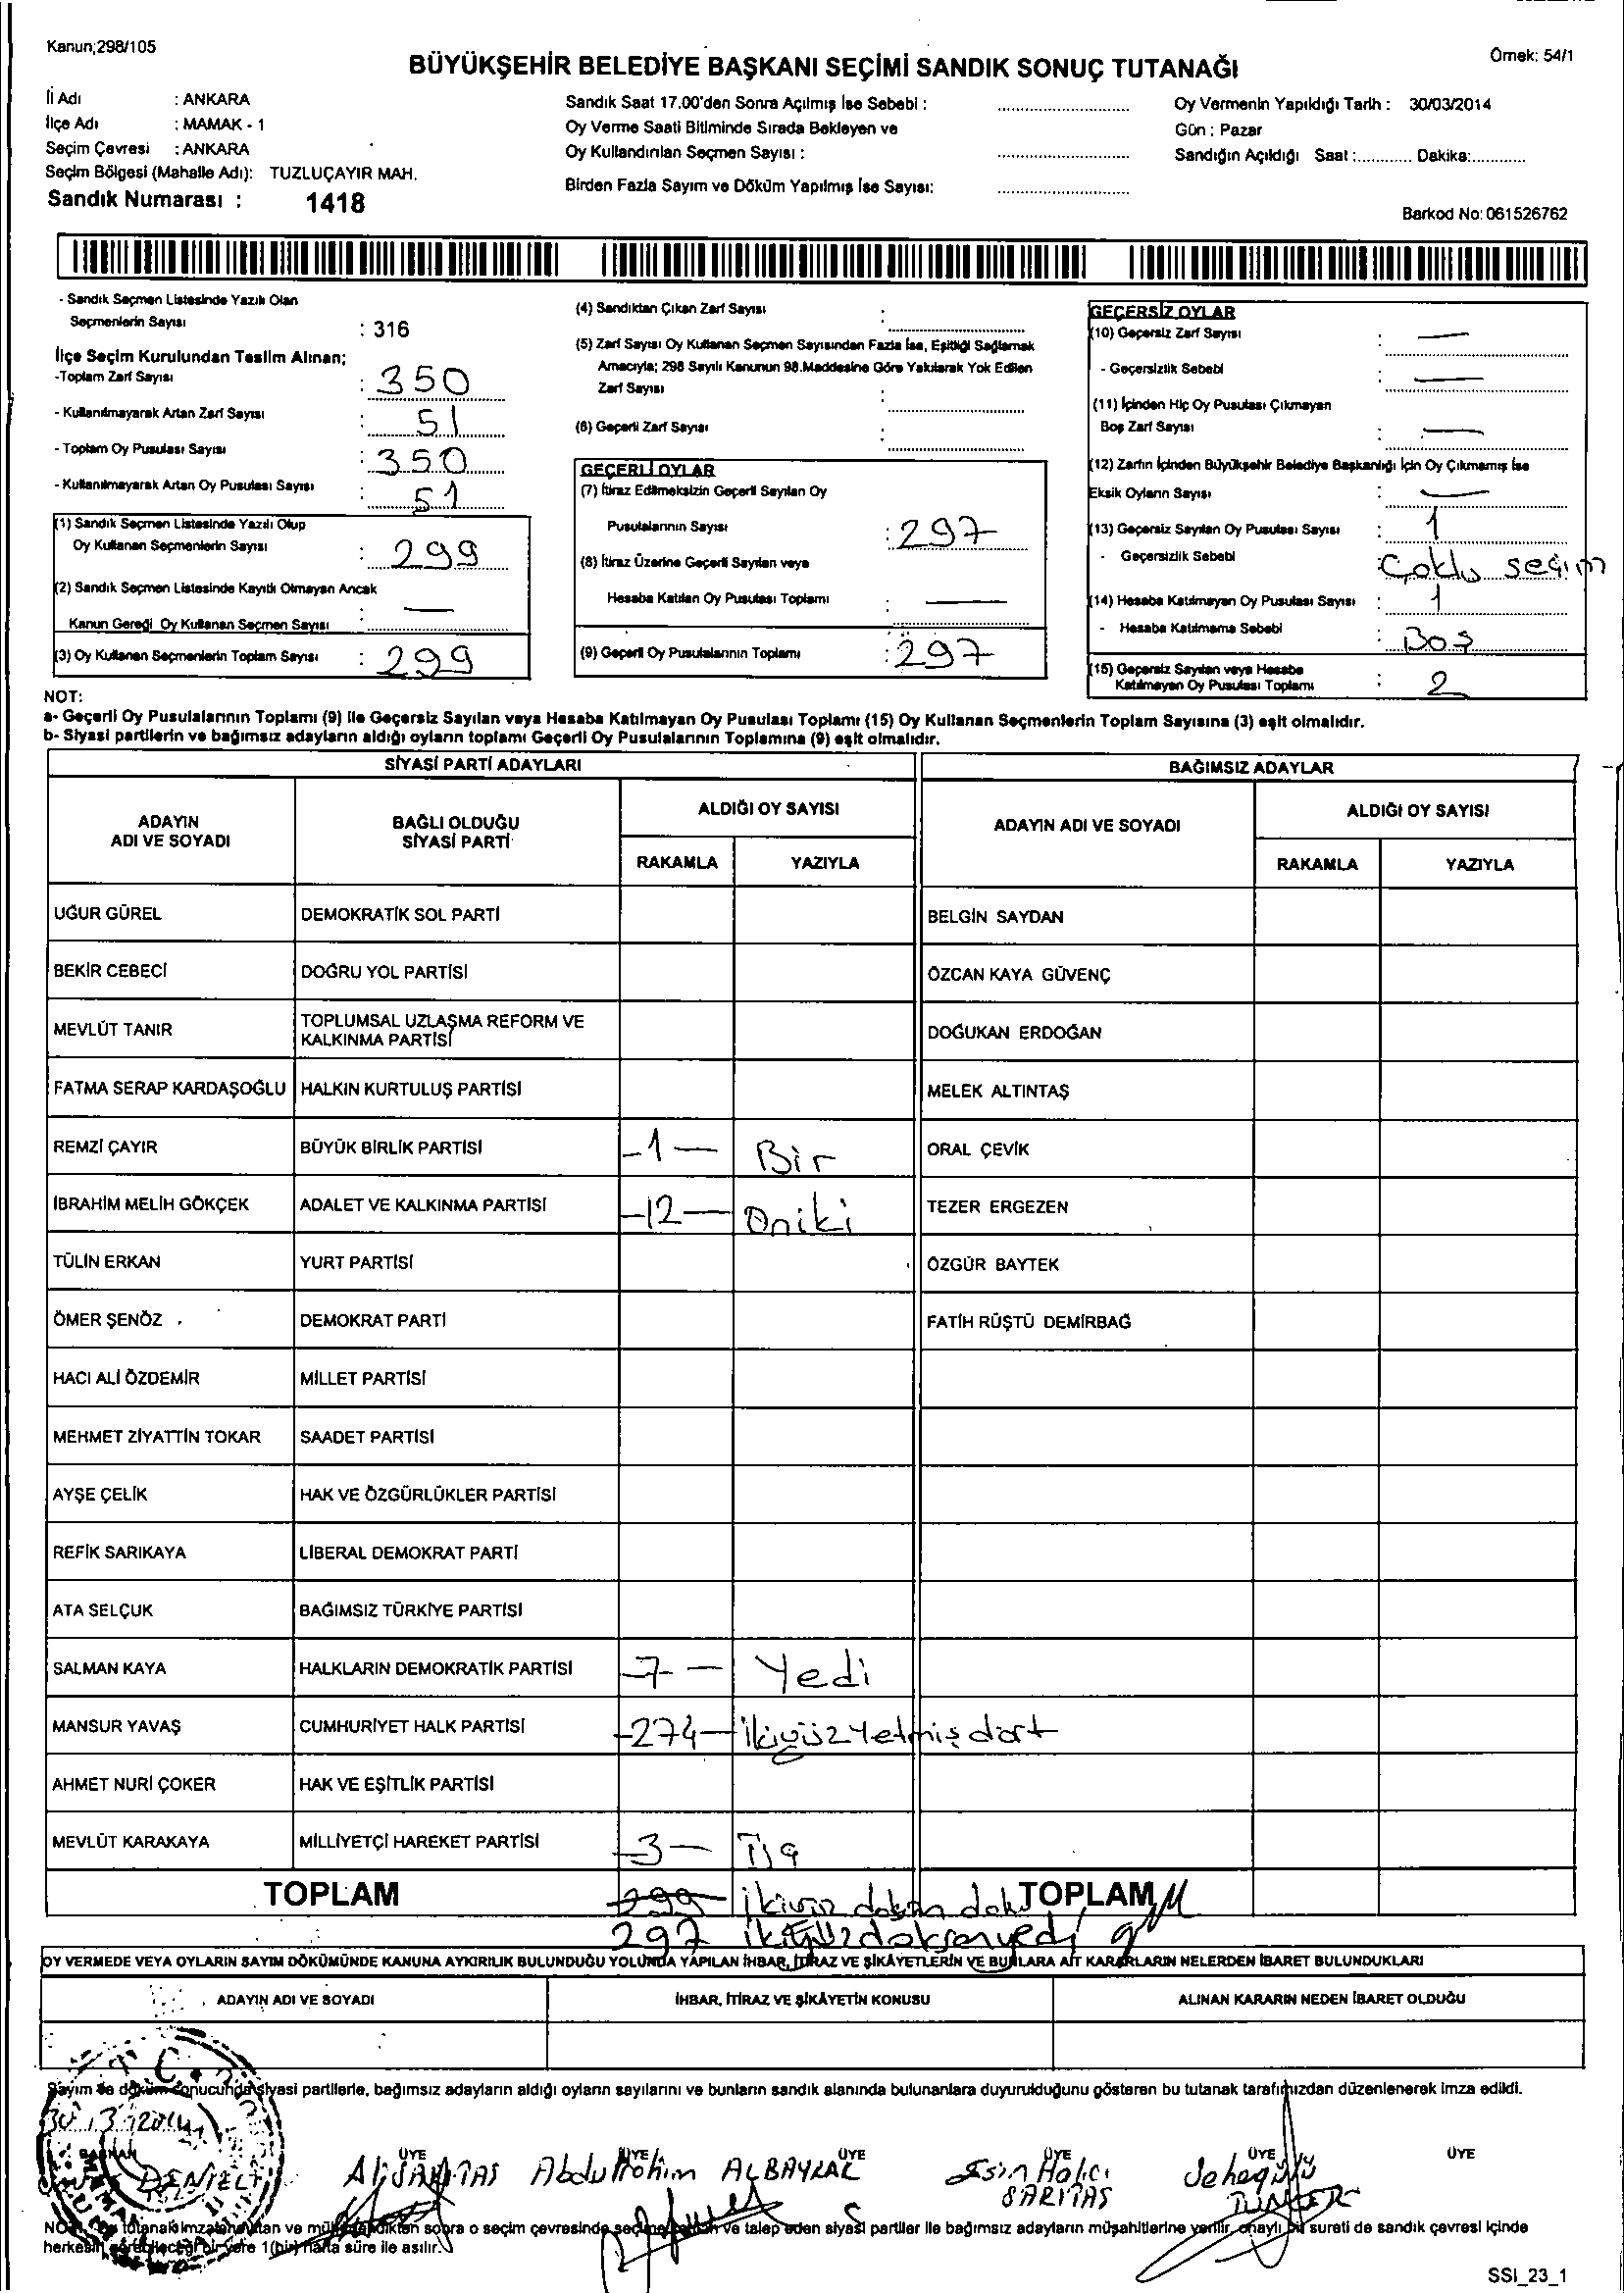 Kanun;298/105
Örnek: 54/1
BÜYÜKŞEHİR BELEDİYE BAŞKANI SEÇİMİ SANDIK SONUÇ TUTANAĞI
İl Adı : ANKARA
İlçe Adı : MAMAK - 1
Seçim Çevresi : ANKARA
Seçim Bölgesi (Mahalle Adı): TUZLUÇAYIR MAH.
Sandık Numarası : 1418
Sandık Saat 17.00'den Sonra Açılmış İse Sebebi :
Oy Verme Saati Bitiminde Sırada Bekleyen ve
Oy Kullandırılan Seçmen Sayısı :
Birden Fazla Sayım ve Döküm Yapılmış İse Sayısı:
Oy Vermenin Yapıldığı Tarih : 30/03/2014
Gün : Pazar
Sandığın Açıldığı Saat :............ Dakika:............
Barkod No: 061526762
- Sandık Seçmen Listesinde Yazılı Olan
Seçmenlerin Sayısı : 316
İlçe Seçim Kurulundan Teslim Alınan;
-Toplam Zarf Sayısı : 350
- Kullanılmayarak Artan Zarf Sayısı : 51
- Toplam Oy Pusulası Sayısı : 350
- Kullanılmayarak Artan Oy Pusulası Sayısı : 51
(1) Sandık Seçmen Listesinde Yazılı Olup
Oy Kullanan Seçmenlerin Sayısı : 299
(2) Sandık Seçmen Listesinde Kayıtlı Olmayan Ancak
Kanun Gereği Oy Kullanan Seçmen Sayısı : —
(3) Oy Kullanan Seçmenlerin Toplam Sayısı : 299
(4) Sandıktan Çıkan Zarf Sayısı :
(5) Zarf Sayısı Oy Kullanan Seçmen Sayısından Fazla İse, Eşitliği Sağlamak
Amacıyla; 298 Sayılı Kanunun 98.Maddesine Göre Yakılarak Yok Edilen
Zarf Sayısı :
(6) Geçerli Zarf Sayısı :
GEÇERLİ OYLAR
(7) İtiraz Edilmeksizin Geçerli Sayılan Oy
Pusulalarının Sayısı : 297
(8) İtiraz Üzerine Geçerli Sayılan veya
Hesaba Katılan Oy Pusulası Toplamı : —
(9) Geçerli Oy Pusulalarının Toplamı : 297
GEÇERSİZ OYLAR
(10) Geçersiz Zarf Sayısı : —
- Geçersizlik Sebebi : —
(11) İçinden Hiç Oy Pusulası Çıkmayan
Boş Zarf Sayısı : —
(12) Zarfın İçinden Büyükşehir Belediye Başkanlığı İçin Oy Çıkmamış İse
Eksik Oyların Sayısı : —
(13) Geçersiz Sayılan Oy Pusulası Sayısı : 1
- Geçersizlik Sebebi : Çoklu seçim
(14) Hesaba Katılmayan Oy Pusulası Sayısı : 1
- Hesaba Katılmama Sebebi : Boş
(15) Geçersiz Sayılan veya Hesaba
Katılmayan Oy Pusulası Toplamı : 2
NOT:
a- Geçerli Oy Pusulalarının Toplamı (9) ile Geçersiz Sayılan veya Hesaba Katılmayan Oy Pusulası Toplamı (15) Oy Kullanan Seçmenlerin Toplam Sayısına (3) eşit olmalıdır.
b- Siyasi partilerin ve bağımsız adayların aldığı oyların toplamı Geçerli Oy Pusulalarının Toplamına (9) eşit olmalıdır.
SİYASİ PARTİ ADAYLARI
BAĞIMSIZ ADAYLAR
ADAYIN ADI VE SOYADI
BAĞLI OLDUĞU SİYASİ PARTİ
ALDIĞI OY SAYISI
RAKAMLA YAZIYLA
ADAYIN ADI VE SOYADI
ALDIĞI OY SAYISI
RAKAMLA YAZIYLA
UĞUR GÜREL DEMOKRATİK SOL PARTİ BELGİN SAYDAN
BEKİR CEBECİ DOĞRU YOL PARTİSİ ÖZCAN KAYA GÜVENÇ
MEVLÜT TANIR TOPLUMSAL UZLAŞMA REFORM VE KALKINMA PARTİSİ DOĞUKAN ERDOĞAN
FATMA SERAP KARDAŞOĞLU HALKIN KURTULUŞ PARTİSİ MELEK ALTINTAŞ
REMZİ ÇAYIR BÜYÜK BİRLİK PARTİSİ -1- Bir ORAL ÇEVİK
İBRAHİM MELİH GÖKÇEK ADALET VE KALKINMA PARTİSİ -12- Oniki TEZER ERGEZEN
TÜLİN ERKAN YURT PARTİSİ ÖZGÜR BAYTEK
ÖMER ŞENÖZ DEMOKRAT PARTİ FATİH RÜŞTÜ DEMİRBAĞ
HACI ALİ ÖZDEMİR MİLLET PARTİSİ
MEHMET ZİYATTİN TOKAR SAADET PARTİSİ
AYŞE ÇELİK HAK VE ÖZGÜRLÜKLER PARTİSİ
REFİK SARIKAYA LİBERAL DEMOKRAT PARTİ
ATA SELÇUK BAĞIMSIZ TÜRKİYE PARTİSİ
SALMAN KAYA HALKLARIN DEMOKRATİK PARTİSİ -7- Yedi
MANSUR YAVAŞ CUMHURİYET HALK PARTİSİ -274- ikiyüzyetmişdört
AHMET NURİ ÇOKER HAK VE EŞİTLİK PARTİSİ
MEVLÜT KARAKAYA MİLLİYETÇİ HAREKET PARTİSİ -3- Üç
TOPLAM 299 TOPLAM
297 ikiyüzdoksanyedi
OY VERMEDE VEYA OYLARIN SAYIM DÖKÜMÜNDE KANUNA AYKIRILIK BULUNDUĞU YOLUNDA YAPILAN İHBAR, İTİRAZ VE ŞİKÂYETLERİN VE BUNLARA AİT KARARLARIN NELERDEN İBARET BULUNDUKLARI
ADAYIN ADI VE SOYADI İHBAR, İTİRAZ VE ŞİKÂYETİN KONUSU ALINAN KARARIN NEDEN İBARET OLDUĞU
Sayım ve döküm sonucunda siyasi partilerle, bağımsız adayların aldığı oyların sayılarını ve bunların sandık alanında bulunanlara duyurulduğunu gösteren bu tutanak tarafımızdan düzenlenerek imza edildi.
T.C.
BAŞKAN ÜYE ÜYE ÜYE ÜYE ÜYE ÜYE
Ali SARITAŞ Abdurrahim ALBAYRAK Esin Hatice
SARITAŞ
NOT: Bu tutanak imzalandıktan ve mühürlendikten sonra o seçim çevresinde seçime katılan ve talep eden siyasi partiler ile bağımsız adayların müşahitlerine verilir, onaylı bir sureti de sandık çevresi içinde
herkesin görebileceği bir yere 1(bir) hafta süre ile asılır.
SSI_23_1